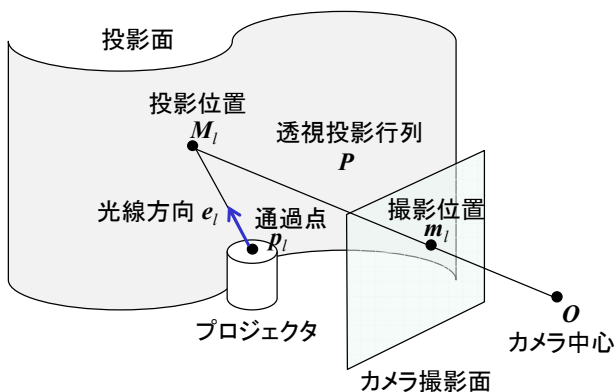 投影面
投影位置
M_l
透視投影行列
P
光線方向 e_l
通過点
p_l
撮影位置
m_l
プロジェクタ
O
カメラ中心
カメラ撮影面